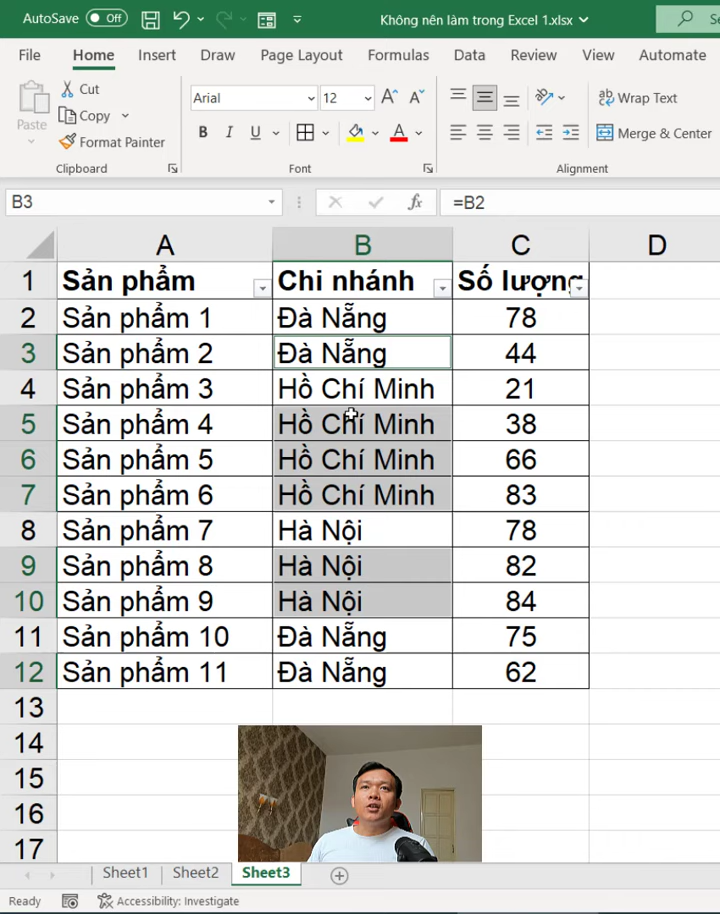 AutoSave Off Không nên làm trong Excel 1.xlsx
File Home Insert Draw Page Layout Formulas Data Review View Automate
Paste Cut Arial 12 Wrap Text
Copy
Format Painter B I U A Merge & Center
Clipboard Font Alignment
B3 fx =B2
A B C D
1 Sản phẩm Chi nhánh Số lượng
2 Sản phẩm 1 Đà Nẵng 78
3 Sản phẩm 2 Đà Nẵng 44
4 Sản phẩm 3 Hồ Chí Minh 21
5 Sản phẩm 4 Hồ Chí Minh 38
6 Sản phẩm 5 Hồ Chí Minh 66
7 Sản phẩm 6 Hồ Chí Minh 83
8 Sản phẩm 7 Hà Nội 78
9 Sản phẩm 8 Hà Nội 82
10 Sản phẩm 9 Hà Nội 84
11 Sản phẩm 10 Đà Nẵng 75
12 Sản phẩm 11 Đà Nẵng 62
13
14
15
16
17
Sheet1 Sheet2 Sheet3
Ready Accessibility: Investigate